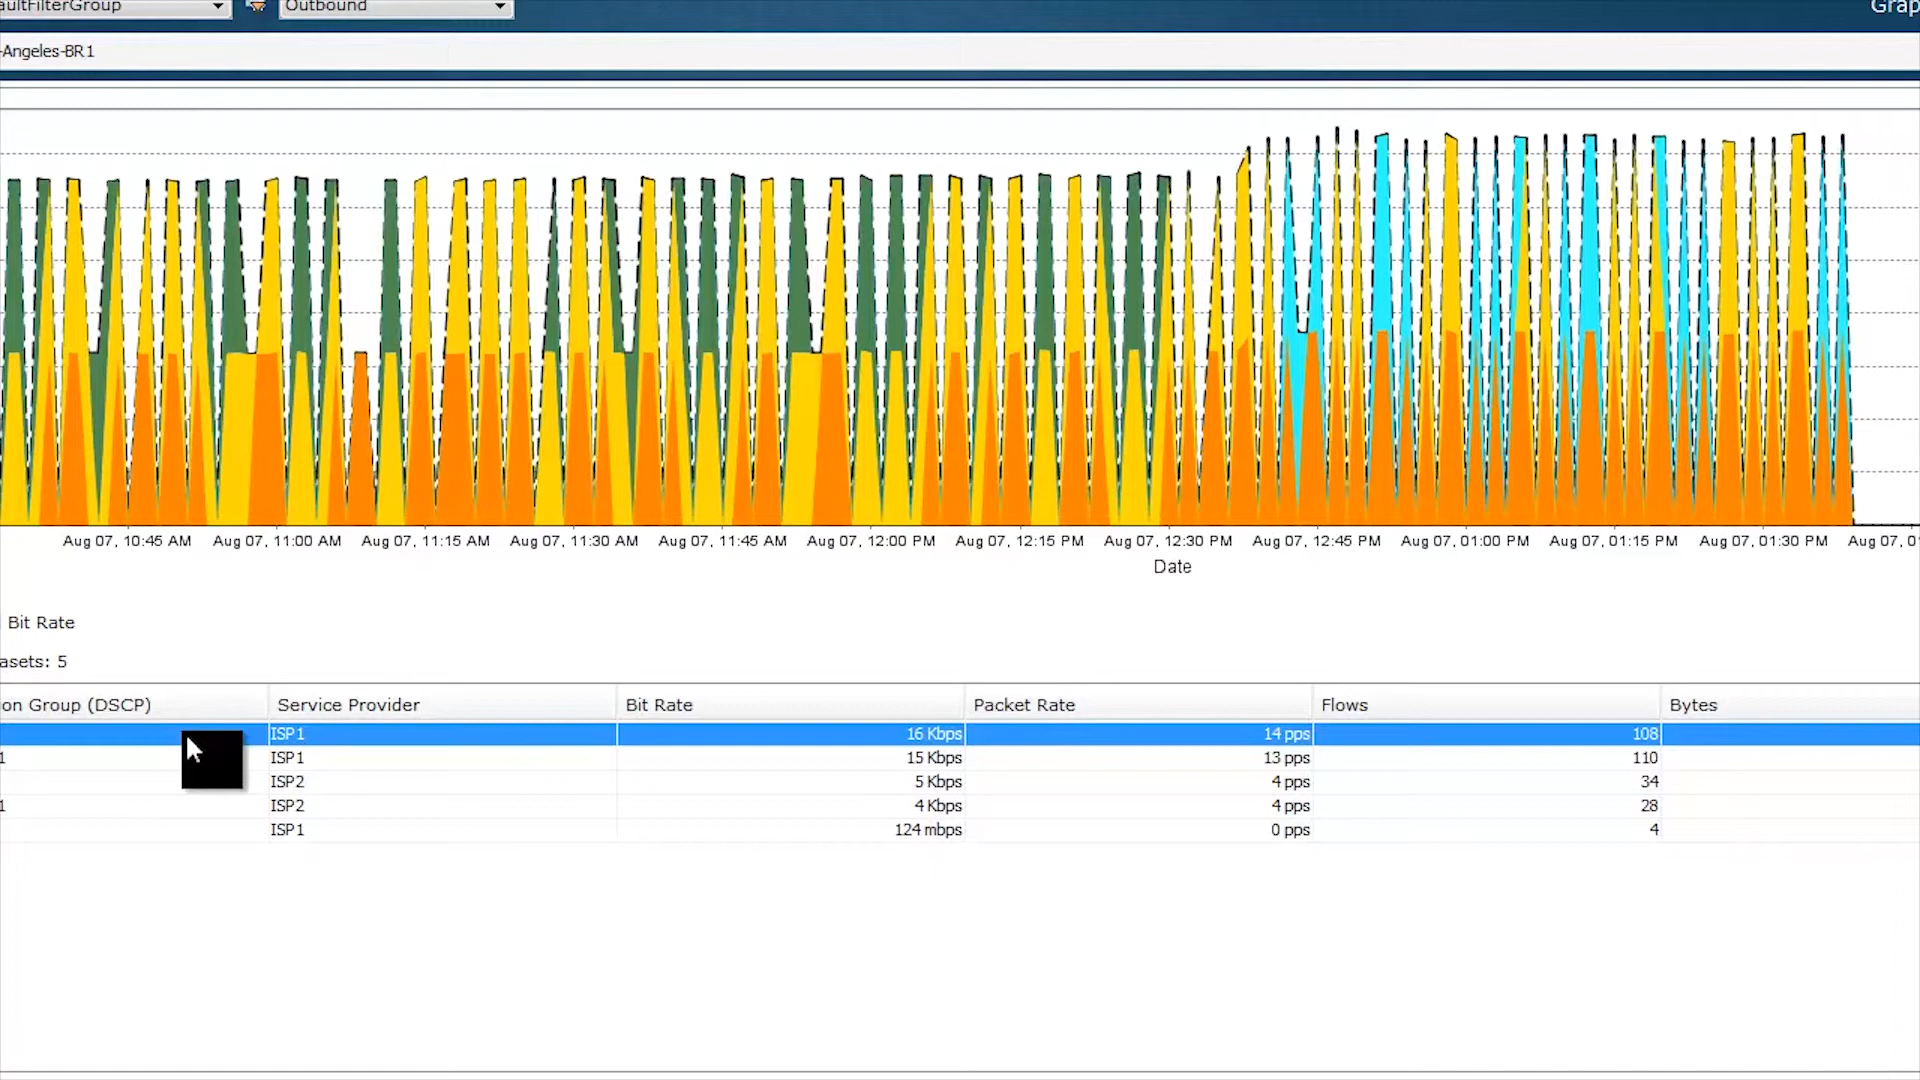 aultFilterGroup Outbound Grap
-Angeles-BR1
Aug 07, 10:45 AM Aug 07, 11:00 AM Aug 07, 11:15 AM Aug 07, 11:30 AM Aug 07, 11:45 AM Aug 07, 12:00 PM Aug 07, 12:15 PM Aug 07, 12:30 PM Aug 07, 12:45 PM Aug 07, 01:00 PM Aug 07, 01:15 PM Aug 07, 01:30 PM Aug 07, 0
Date
Bit Rate
asets: 5
on Group (DSCP) Service Provider Bit Rate Packet Rate Flows Bytes
ISP1 16 Kbps 14 pps 108
1 ISP1 15 Kbps 13 pps 110
ISP2 5 Kbps 4 pps 34
1 ISP2 4 Kbps 4 pps 28
ISP1 124 mbps 0 pps 4